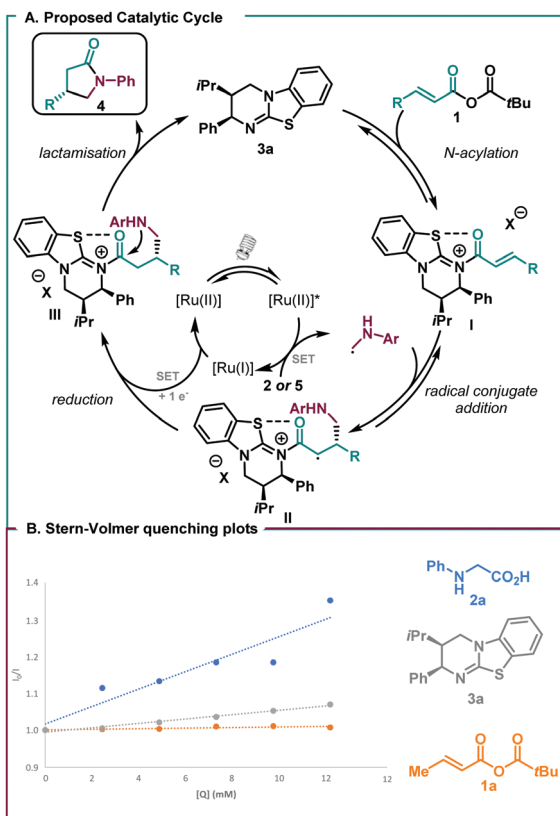 A. Proposed Catalytic Cycle
O
N-Ph
R
4
lactamisation
iPr
N
Ph
N
S
3a
O
O
R
O
tBu
1
N-acylation
ArHN
S
O
N
N
R
Ph
X
iPr
III
[Ru(II)]
[Ru(II)]*
[Ru(I)]
SET
2 or 5
SET
+ 1 e-
H
N
Ar
S
O
X
N
N
R
Ph
iPr
I
reduction
radical conjugate
addition
ArHN
S
O
N
N
R
Ph
X
iPr
II
B. Stern-Volmer quenching plots
1.4
1.3
1.2
1.1
1.0
0.9
I0/I
0
2
4
6
8
10
12
[Q] (mM)
Ph
N
H
CO2H
2a
iPr
N
Ph
N
S
3a
O
O
Me
O
tBu
1a